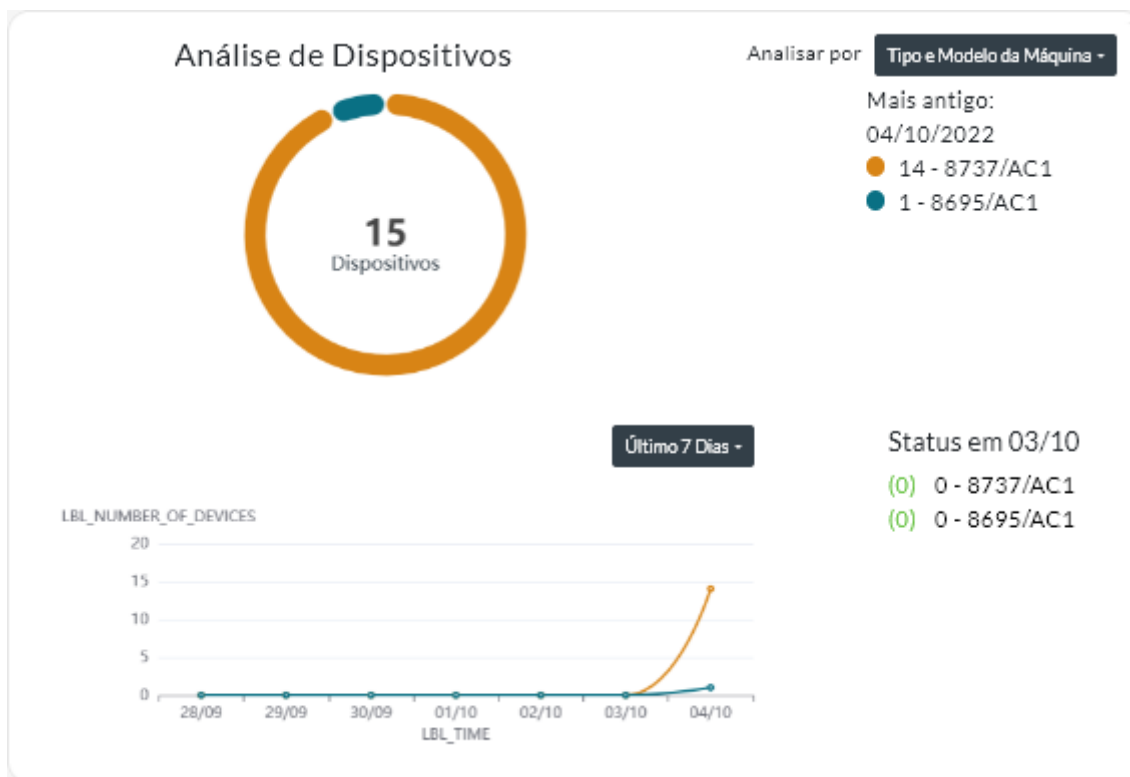 Análise de Dispositivos
Analisar por Tipo e Modelo da Máquina
Mais antigo:
04/10/2022
14 - 8737/AC1
1 - 8695/AC1
15
Dispositivos
Último 7 Dias
Status em 03/10
(0) 0 - 8737/AC1
(0) 0 - 8695/AC1
LBL_NUMBER_OF_DEVICES
20
15
10
5
0
28/09 29/09 30/09 01/10 02/10 03/10 04/10
LBL_TIME